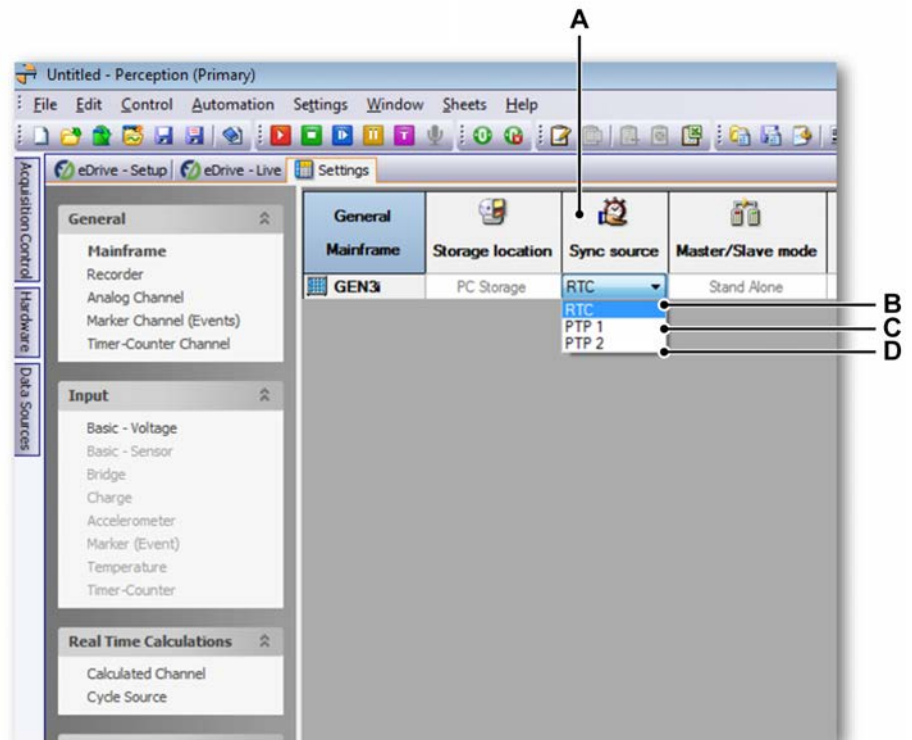 A
Untitled - Perception (Primary)
File Edit Control Automation Settings Window Sheets Help
eDrive - Setup eDrive - Live Settings
Acquisition Control
Hardware
Data Sources
General
Mainframe
Recorder
Analog Channel
Marker Channel (Events)
Timer-Counter Channel
Input
Basic - Voltage
Basic - Sensor
Bridge
Charge
Accelerometer
Marker (Event)
Temperature
Timer-Counter
Real Time Calculations
Calculated Channel
Cycle Source
General
Mainframe Storage location Sync source Master/Slave mode
GEN3i PC Storage RTC Stand Alone
RTC
PTP 1
PTP 2
B
C
D